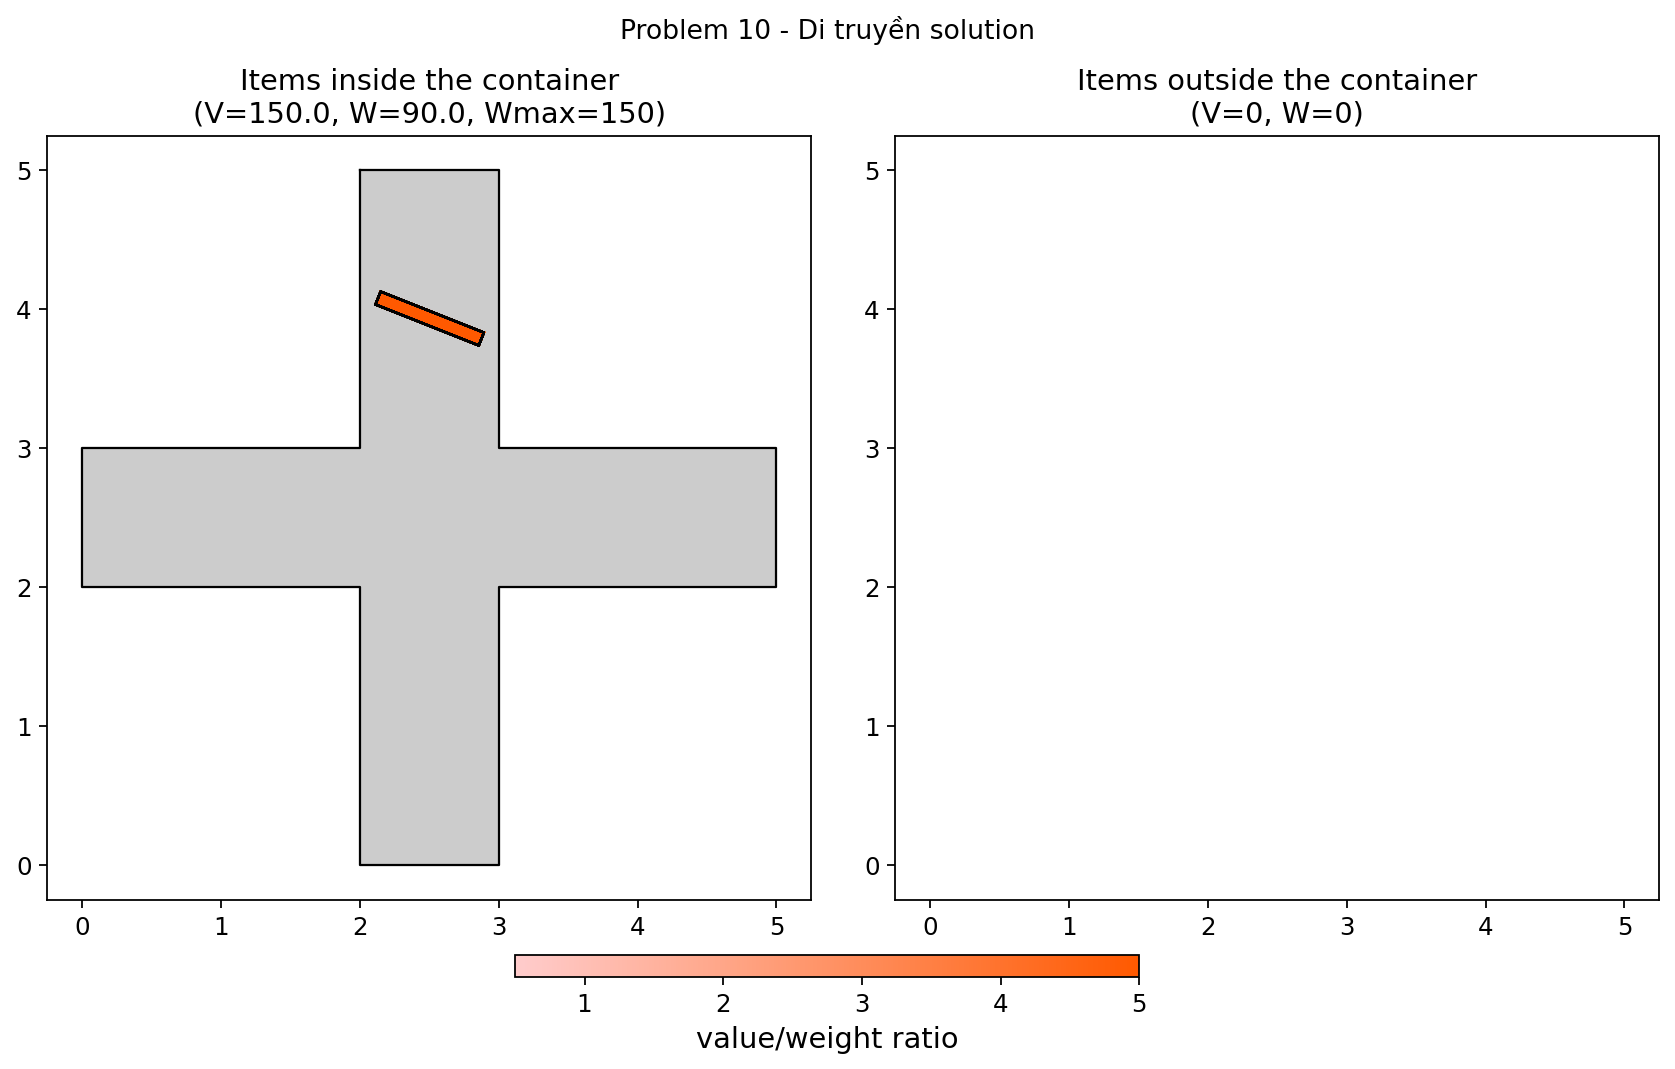 Problem 10 - Di truyền solution
Items inside the container
(V=150.0, W=90.0, Wmax=150)
5
4
3
2
1
0
0 1 2 3 4 5
Items outside the container
(V=0, W=0)
5
4
3
2
1
0
0 1 2 3 4 5
1 2 3 4 5
value/weight ratio